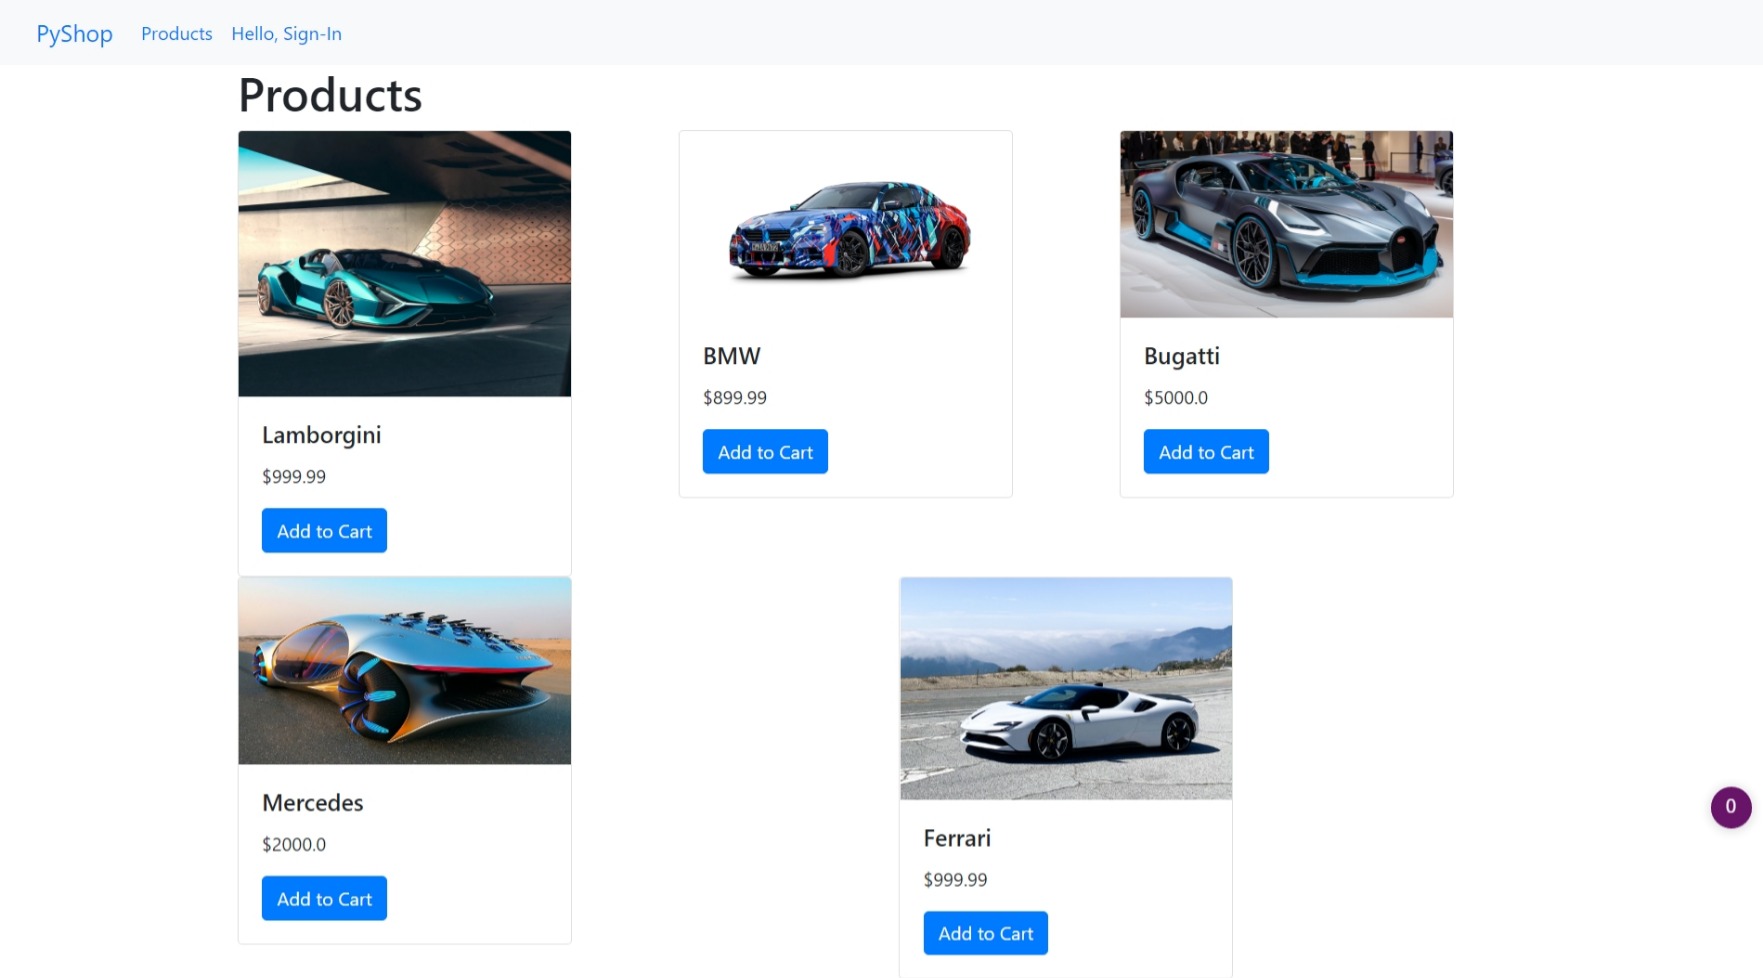 PyShop Products Hello, Sign-In
Products
Lamborgini
$999.99
Add to Cart
BMW
$899.99
Add to Cart
Bugatti
$5000.0
Add to Cart
Mercedes
$2000.0
Add to Cart
Ferrari
$999.99
Add to Cart
0